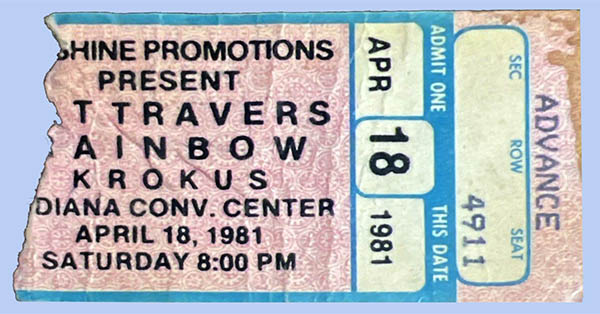 SHINE PROMOTIONS
PRESENT
T TRAVERS
AINBOW
KROKUS
DIANA CONV. CENTER
APRIL 18, 1981
SATURDAY 8:00 PM
ADMIT ONE
THIS DATE
APR
18
1981
SEC
ROW
SEAT
4911
ADVANCE